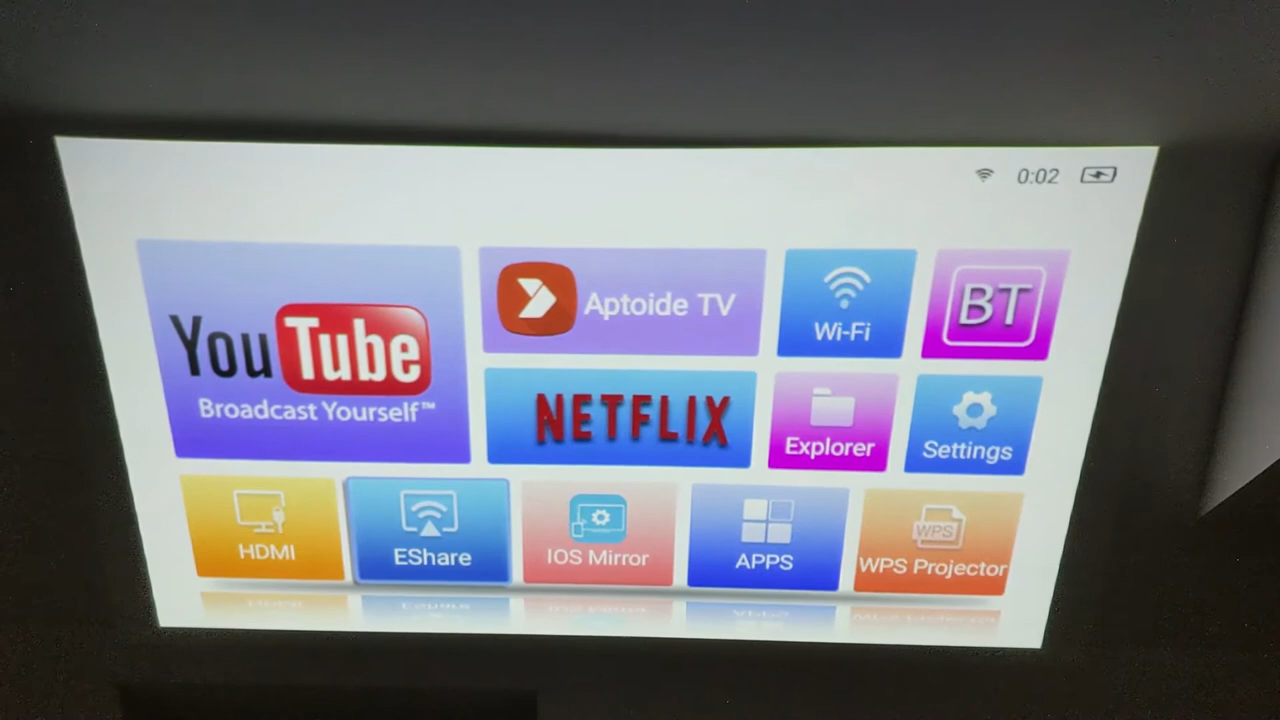 0:02
YouTube
Broadcast Yourself™
Aptoide TV
Wi-Fi
BT
NETFLIX
Explorer
Settings
HDMI
EShare
IOS Mirror
APPS
WPS
WPS Projector